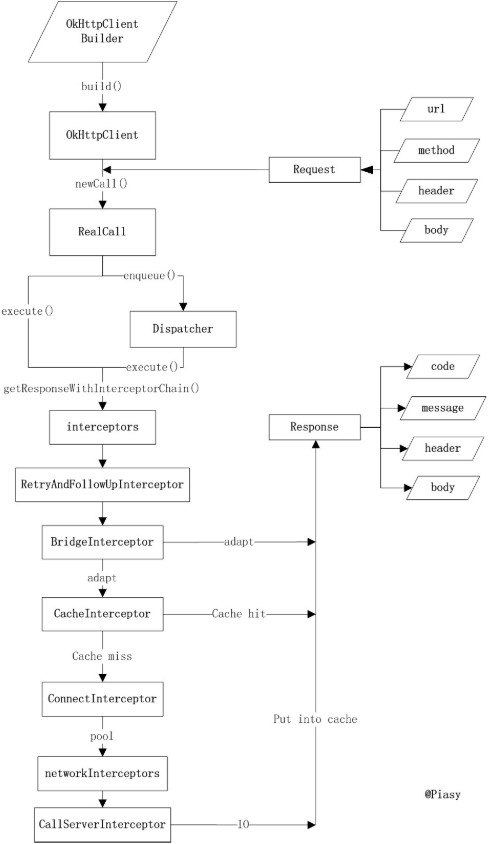 OkHttpClient
Builder
build()
OkHttpClient
newCall()
Request
url
method
header
body
RealCall
enqueue()
execute()
Dispatcher
execute()
getResponseWithInterceptorChain()
interceptors
Response
code
message
header
body
RetryAndFollowUpInterceptor
BridgeInterceptor
adapt
adapt
CacheInterceptor
Cache hit
Cache miss
ConnectInterceptor
Put into cache
pool
networkInterceptors
@Piasy
CallServerInterceptor
IO